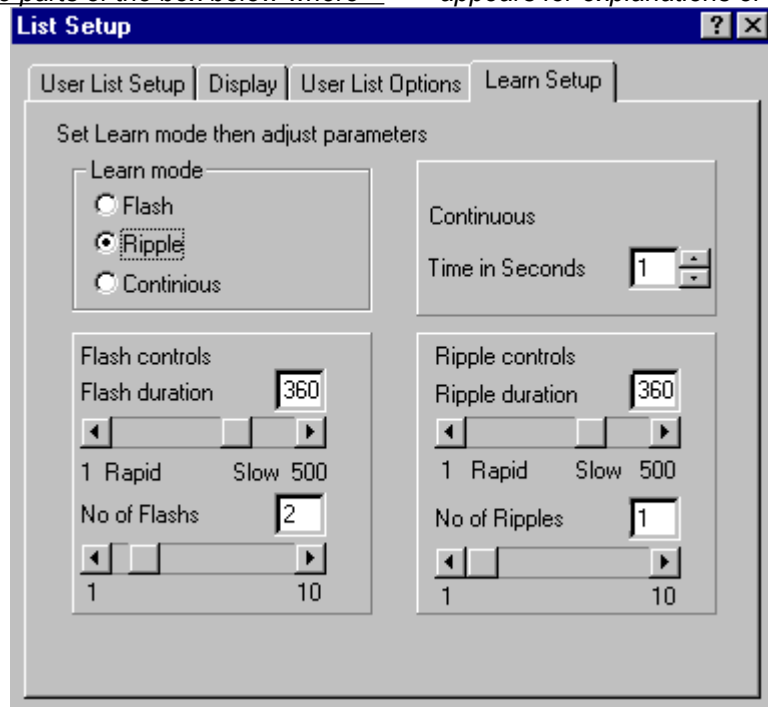 parts of the box below where appears for explanations of
List Setup
User List Setup Display User List Options Learn Setup
Set Learn mode then adjust parameters
Learn mode
Flash
Ripple
Continious
Continuous
Time in Seconds 1
Flash controls
Flash duration 360
1 Rapid Slow 500
No of Flashs 2
1 10
Ripple controls
Ripple duration 360
1 Rapid Slow 500
No of Ripples 1
1 10